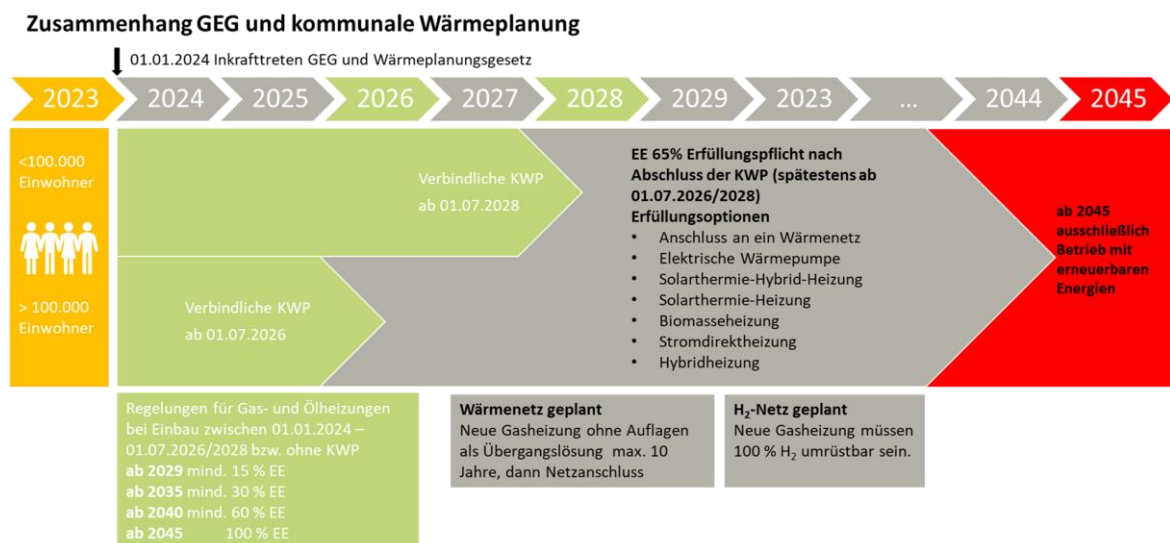 Zusammenhang GEG und kommunale Wärmeplanung
01.01.2024 Inkrafttreten GEG und Wärmeplanungsgesetz
2023
2024
2025
2026
2027
2028
2029
2023
...
2044
2045
<100.000
Einwohner
> 100.000
Einwohner
Verbindliche KWP
ab 01.07.2028
Verbindliche KWP
ab 01.07.2026
EE 65% Erfüllungspflicht nach
Abschluss der KWP (spätestens ab
01.07.2026/2028)
Erfüllungsoptionen
• Anschluss an ein Wärmenetz
• Elektrische Wärmepumpe
• Solarthermie-Hybrid-Heizung
• Solarthermie-Heizung
• Biomasseheizung
• Stromdirektheizung
• Hybridheizung
ab 2045
ausschließlich
Betrieb mit
erneuerbaren
Energien
Regelungen für Gas- und Ölheizungen
bei Einbau zwischen 01.01.2024 –
01.07.2026/2028 bzw. ohne KWP
ab 2029 mind. 15 % EE
ab 2035 mind. 30 % EE
ab 2040 mind. 60 % EE
ab 2045 100 % EE
Wärmenetz geplant
Neue Gasheizung ohne Auflagen
als Übergangslösung max. 10
Jahre, dann Netzanschluss
H₂-Netz geplant
Neue Gasheizung müssen
100 % H₂ umrüstbar sein.